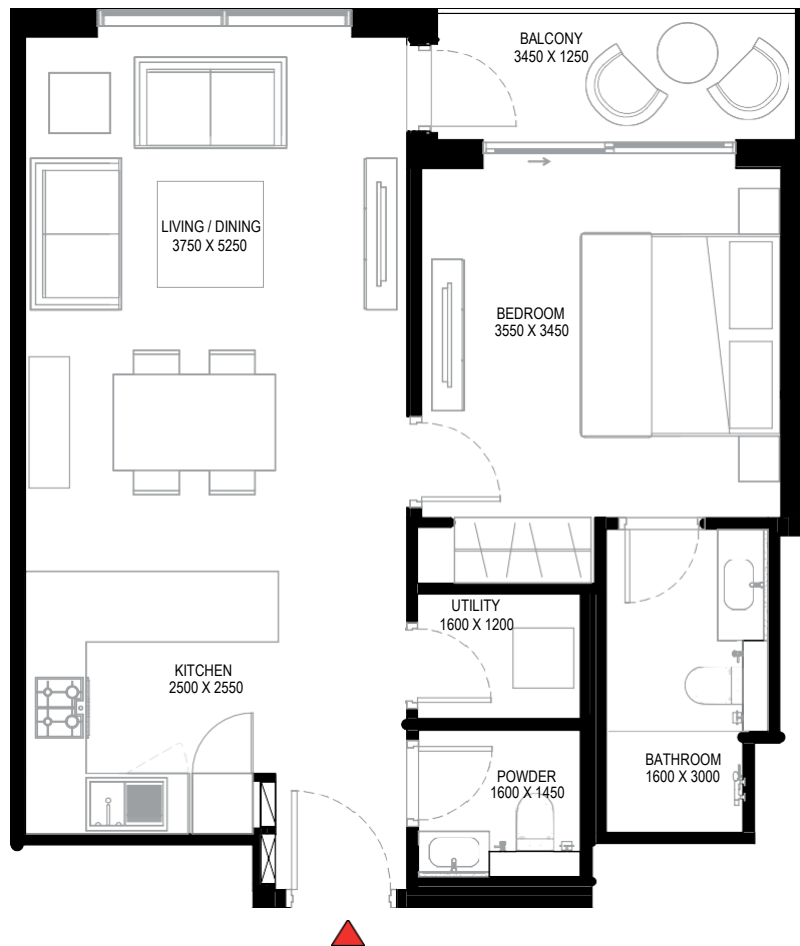 BALCONY
3450 X 1250
LIVING / DINING
3750 X 5250
BEDROOM
3550 X 3450
UTILITY
1600 X 1200
KITCHEN
2500 X 2550
BATHROOM
1600 X 3000
POWDER
1600 X 1450